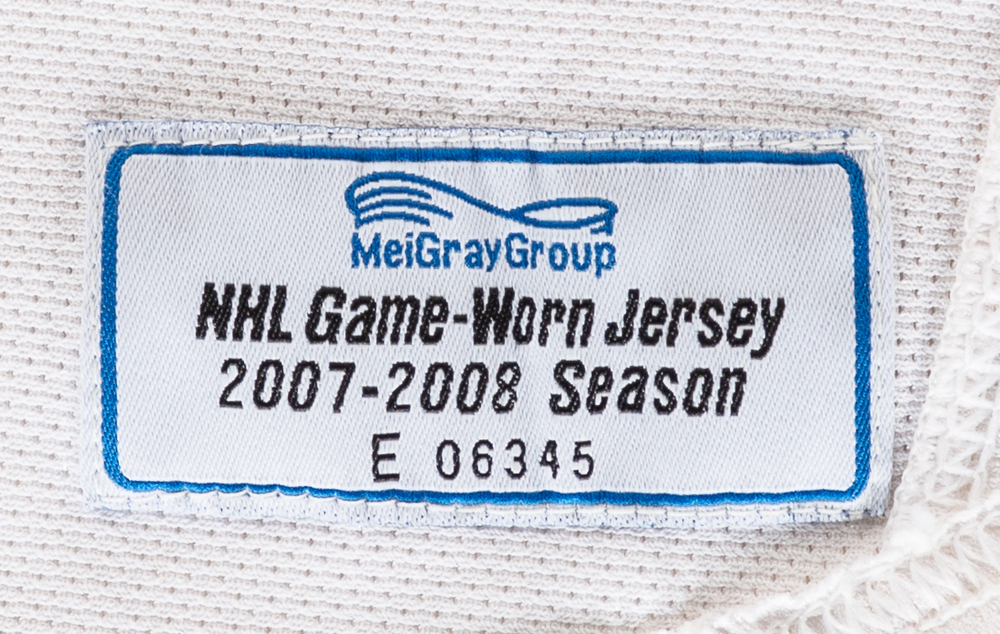 MeiGrayGroup
NHL Game-Worn Jersey
2007-2008 Season
E 06345